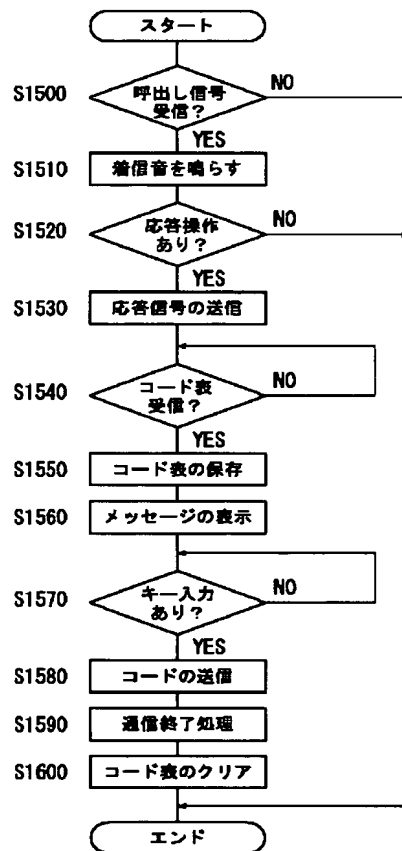 スタート
S1500
呼出し信号
受信?
NO
YES
S1510
着信音を鳴らす
S1520
応答操作
あり?
NO
YES
S1530
応答信号の送信
S1540
コード表
受信?
NO
YES
S1550
コード表の保存
S1560
メッセージの表示
S1570
キー入力
あり?
NO
YES
S1580
コードの送信
S1590
通信終了処理
S1600
コード表のクリア
エンド